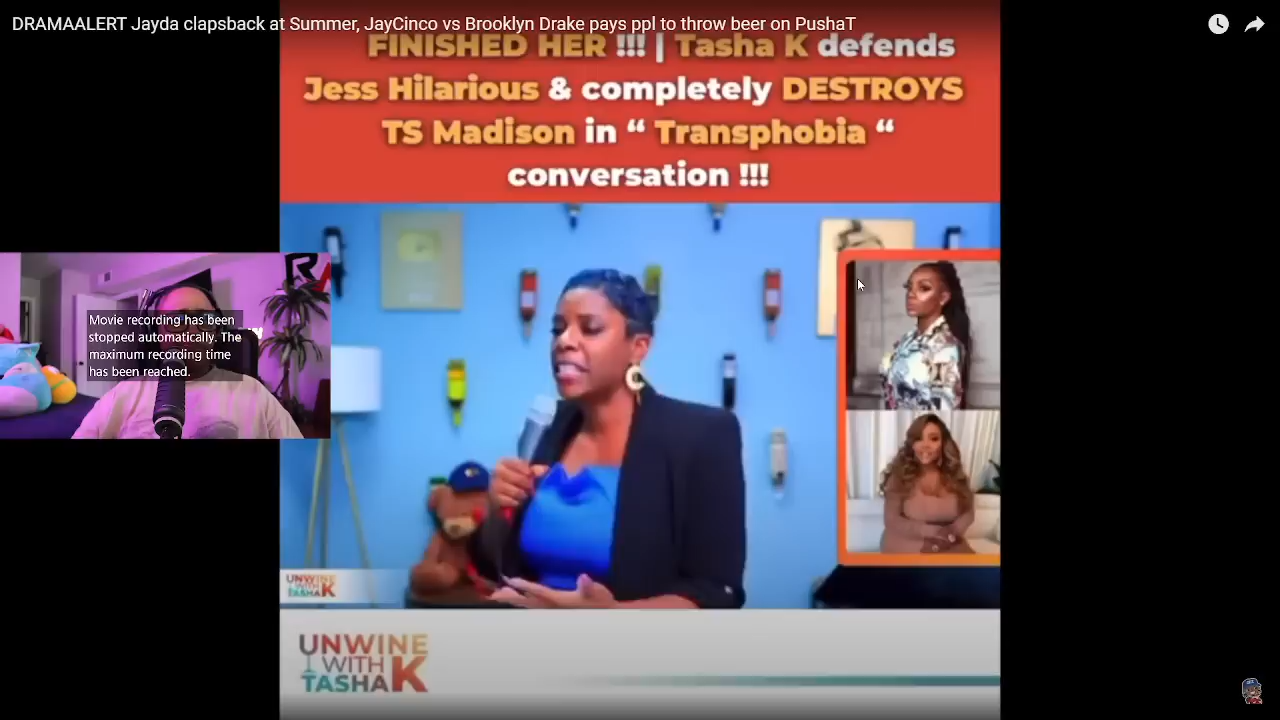 DRAMAALERT Jayda clapsback at Summer, JayCinco vs Brooklyn Drake pays ppl to throw beer on PushaT
FINISHED HER !!! | Tasha K defends
Jess Hilarious & completely DESTROYS
TS Madison in “ Transphobia “
conversation !!!
Movie recording has been
stopped automatically. The
maximum recording time
has been reached.
UNWINE
WITH
TASHA K
UNWINE
WITH
TASHA K